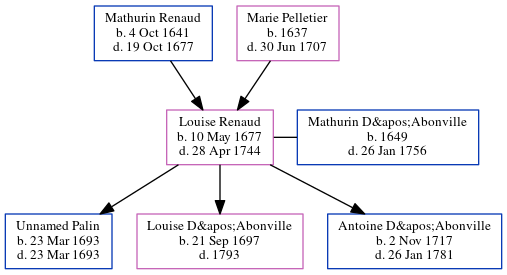 Mathurin Renaud
b. 4 Oct 1641
d. 19 Oct 1677
Marie Pelletier
b. 1637
d. 30 Jun 1707
Louise Renaud
b. 10 May 1677
d. 28 Apr 1744
Mathurin D&apos;Abonville
b. 1649
d. 26 Jan 1756
Unnamed Palin
b. 23 Mar 1693
d. 23 Mar 1693
Louise D&apos;Abonville
b. 21 Sep 1697
d. 1793
Antoine D&apos;Abonville
b. 2 Nov 1717
d. 26 Jan 1781